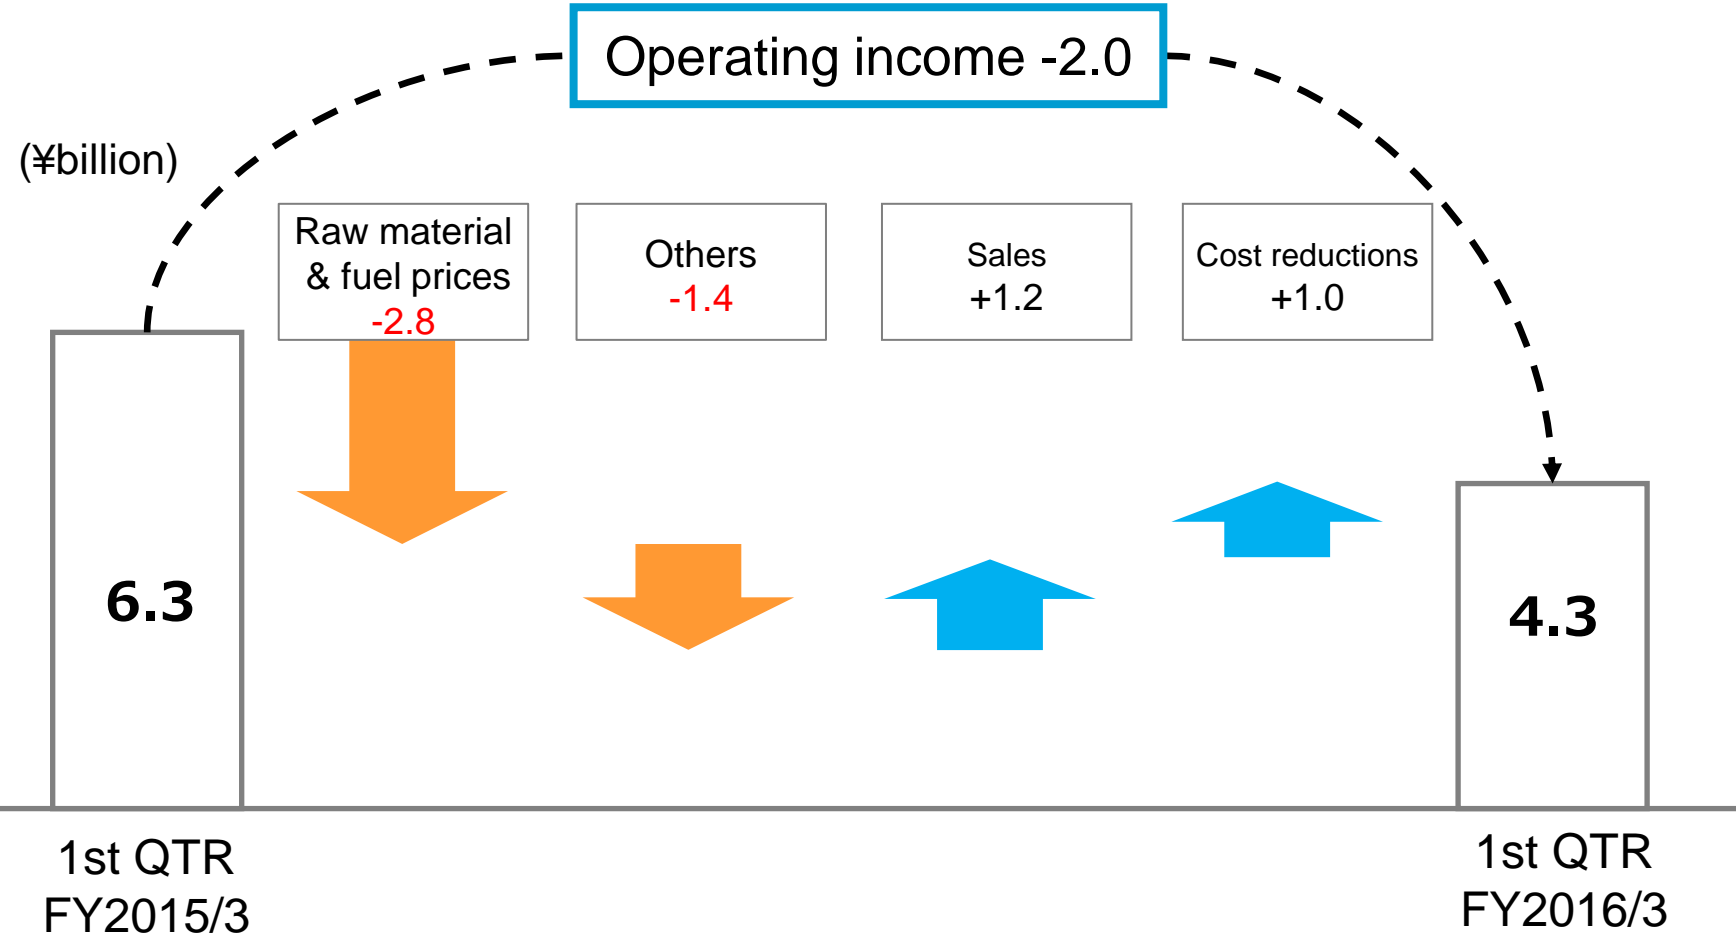 Operating income -2.0
(¥billion)
Raw material
& fuel prices
-2.8
Others
-1.4
Sales
+1.2
Cost reductions
+1.0
6.3
4.3
1st QTR
FY2015/3
1st QTR
FY2016/3